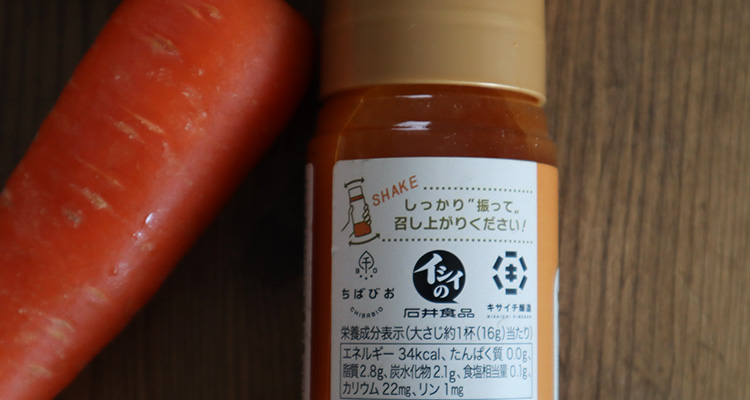 SHAKE
しっかり"振って"
召し上がりください!
千
B O
ちばびお
CHIBABIO
イシイの
石井食品
キサイチ醸造
栄養成分表示(大さじ約1杯(16g)当たり)
エネルギー 34kcal、たんぱく質 0.0g、
脂質2.8g、炭水化物 2.1g、食塩相当量 0.1g、
カリウム 22mg、リン 1mg